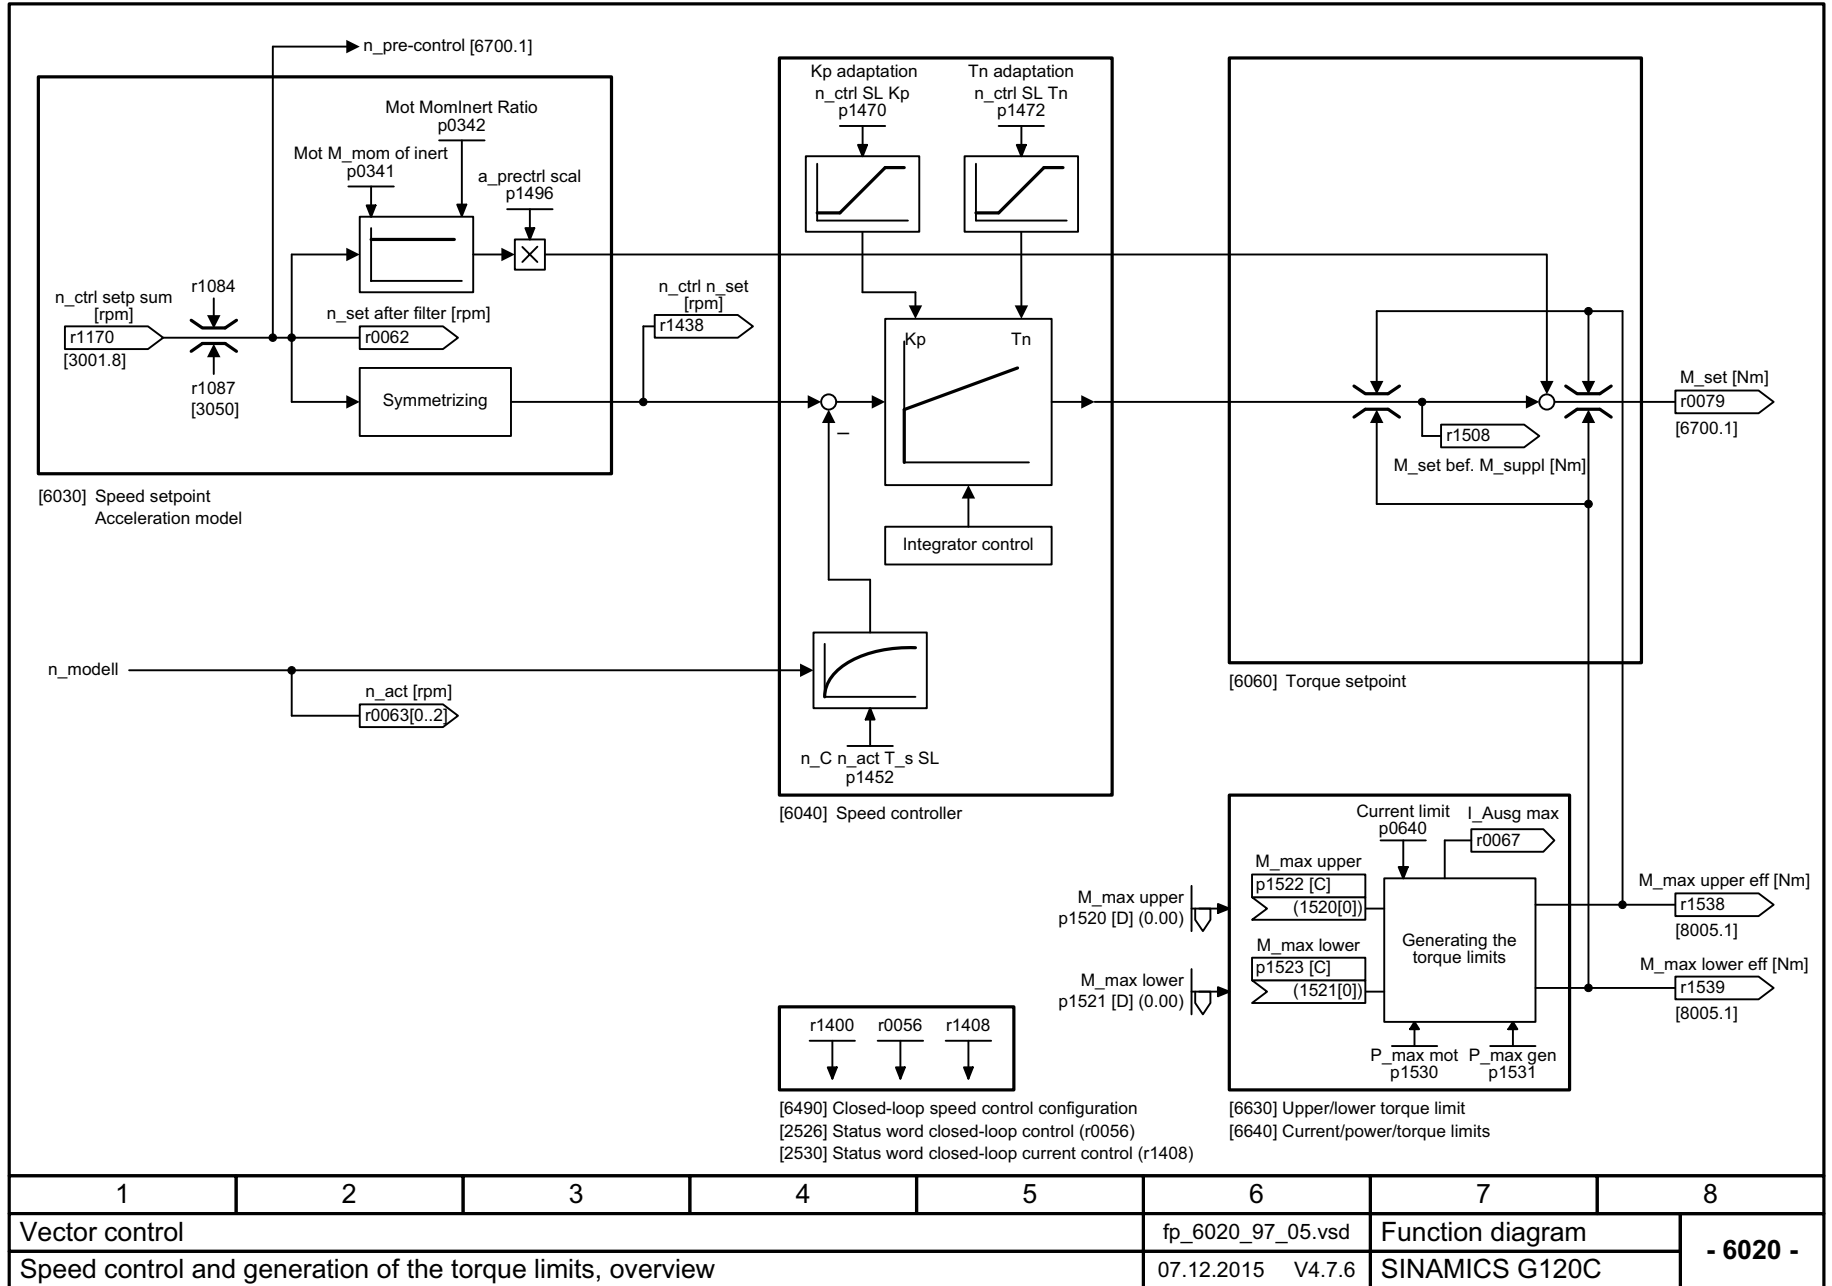 n_pre-control [6700.1]
Mot MomInert Ratio
p0342
Mot M_mom of inert
p0341
a_prectrl scal
p1496
n_ctrl setp sum
[rpm]
r1170
[3001.8]
r1084
r1087
[3050]
n_set after filter [rpm]
r0062
Symmetrizing
n_ctrl n_set
[rpm]
r1438
[6030] Speed setpoint
Acceleration model
n_modell
n_act [rpm]
r0063[0..2]
Kp adaptation
n_ctrl SL Kp
p1470
Tn adaptation
n_ctrl SL Tn
p1472
Kp
Tn
–
Integrator control
n_C n_act T_s SL
p1452
[6040] Speed controller
r1508
M_set bef. M_suppl [Nm]
M_set [Nm]
r0079
[6700.1]
[6060] Torque setpoint
Current limit
p0640
I_Ausg max
r0067
M_max upper
p1520 [D] (0.00)
M_max upper
p1522 [C]
(1520[0])
M_max lower
p1521 [D] (0.00)
M_max lower
p1523 [C]
(1521[0])
Generating the
torque limits
M_max upper eff [Nm]
r1538
[8005.1]
M_max lower eff [Nm]
r1539
[8005.1]
P_max mot
p1530
P_max gen
p1531
[6630] Upper/lower torque limit
[6640] Current/power/torque limits
r1400
r0056
r1408
[6490] Closed-loop speed control configuration
[2526] Status word closed-loop control (r0056)
[2530] Status word closed-loop current control (r1408)
1 2 3 4 5 6 7 8
Vector control
fp_6020_97_05.vsd
Function diagram
- 6020 -
Speed control and generation of the torque limits, overview
07.12.2015 V4.7.6
SINAMICS G120C